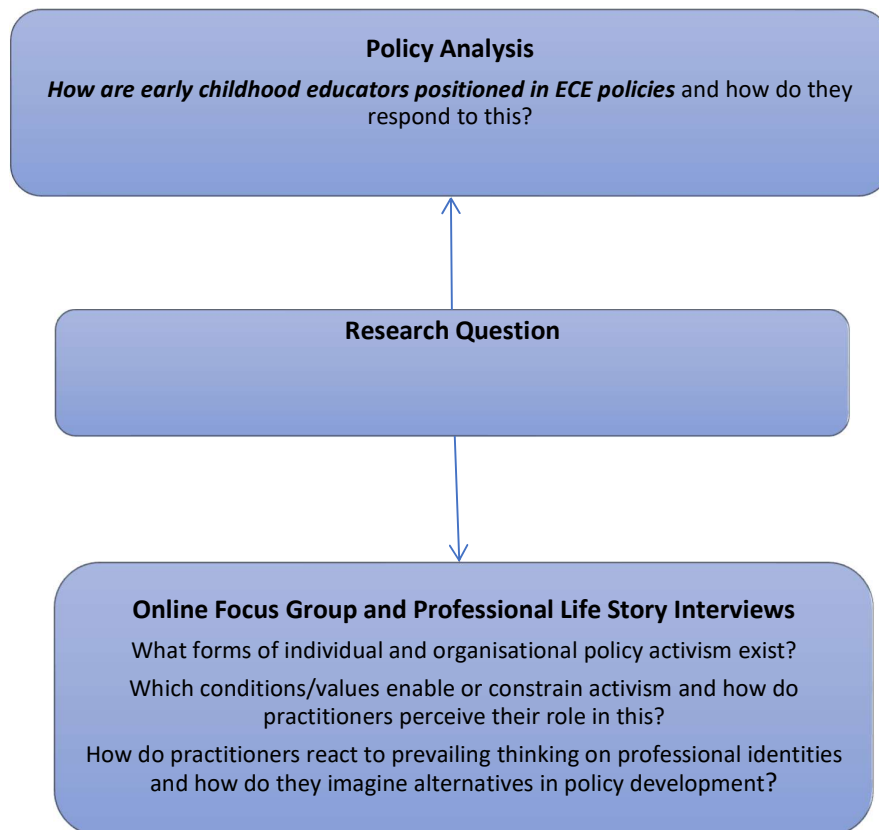 Policy Analysis
How are early childhood educators positioned in ECE policies and how do they
respond to this?
Research Question
Online Focus Group and Professional Life Story Interviews
What forms of individual and organisational policy activism exist?
Which conditions/values enable or constrain activism and how do
practitioners perceive their role in this?
How do practitioners react to prevailing thinking on professional identities
and how do they imagine alternatives in policy development?